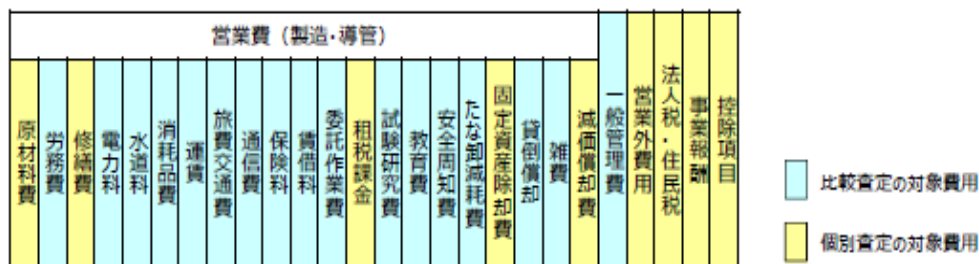 営業費（製造・導管）
原材料費
労務費
修繕費
電力料
水道料
消耗品費
運賃
旅費交通費
通信費
保険料
賃借料
委託作業費
租税課金
試験研究費
教育費
安全周知費
たな卸減耗費
固定資産除却費
貸倒償却
雑費
減価償却費
一般管理費
営業外費用
法人税・住民税
事業報酬
控除項目
比較査定の対象費用
個別査定の対象費用